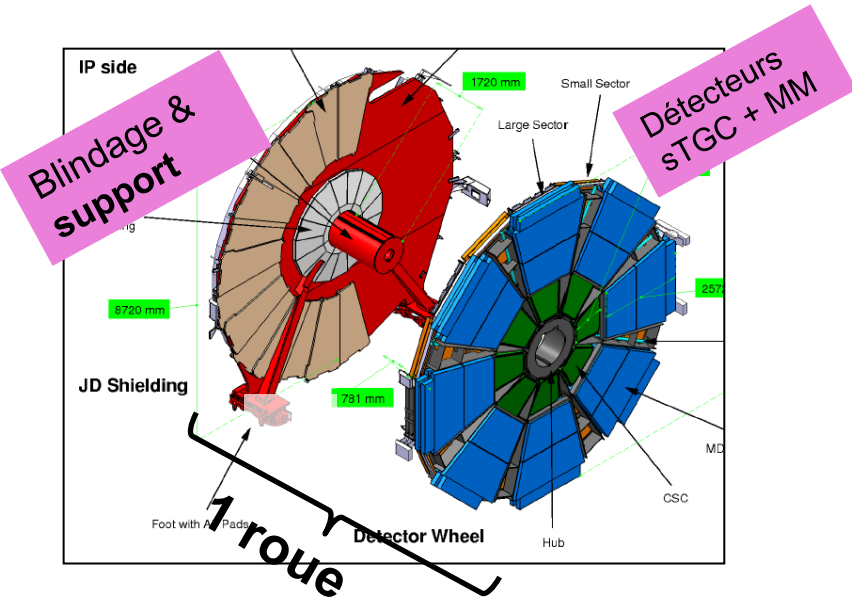 IP side
1720 mm
Small Sector
Large Sector
Détecteurs
sTGC + MM
Blindage &
support
8720 mm
JD Shielding
781 mm
MD
CSC
Foot with
1 roue
Detector Wheel
Hub